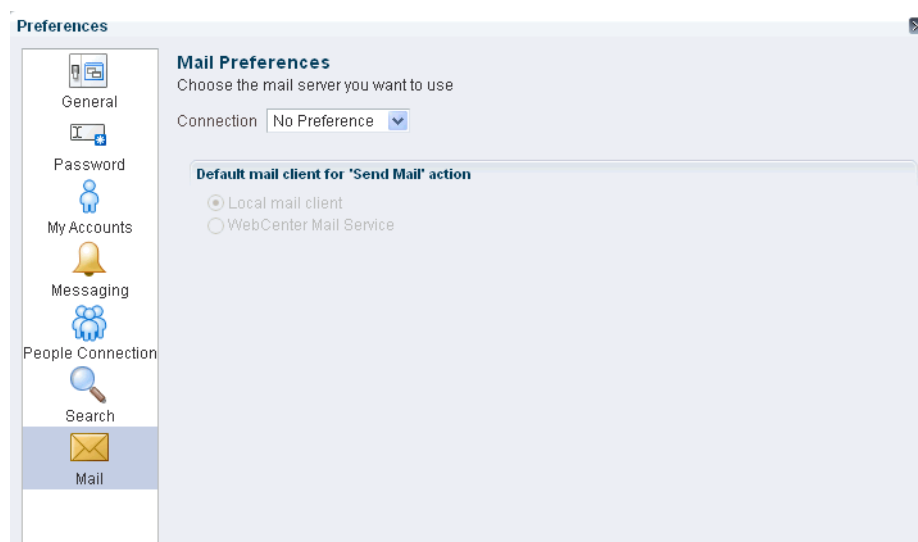 Preferences
General
Password
My Accounts
Messaging
People Connection
Search
Mail
Mail Preferences
Choose the mail server you want to use
Connection No Preference
Default mail client for 'Send Mail' action
Local mail client
WebCenter Mail Service